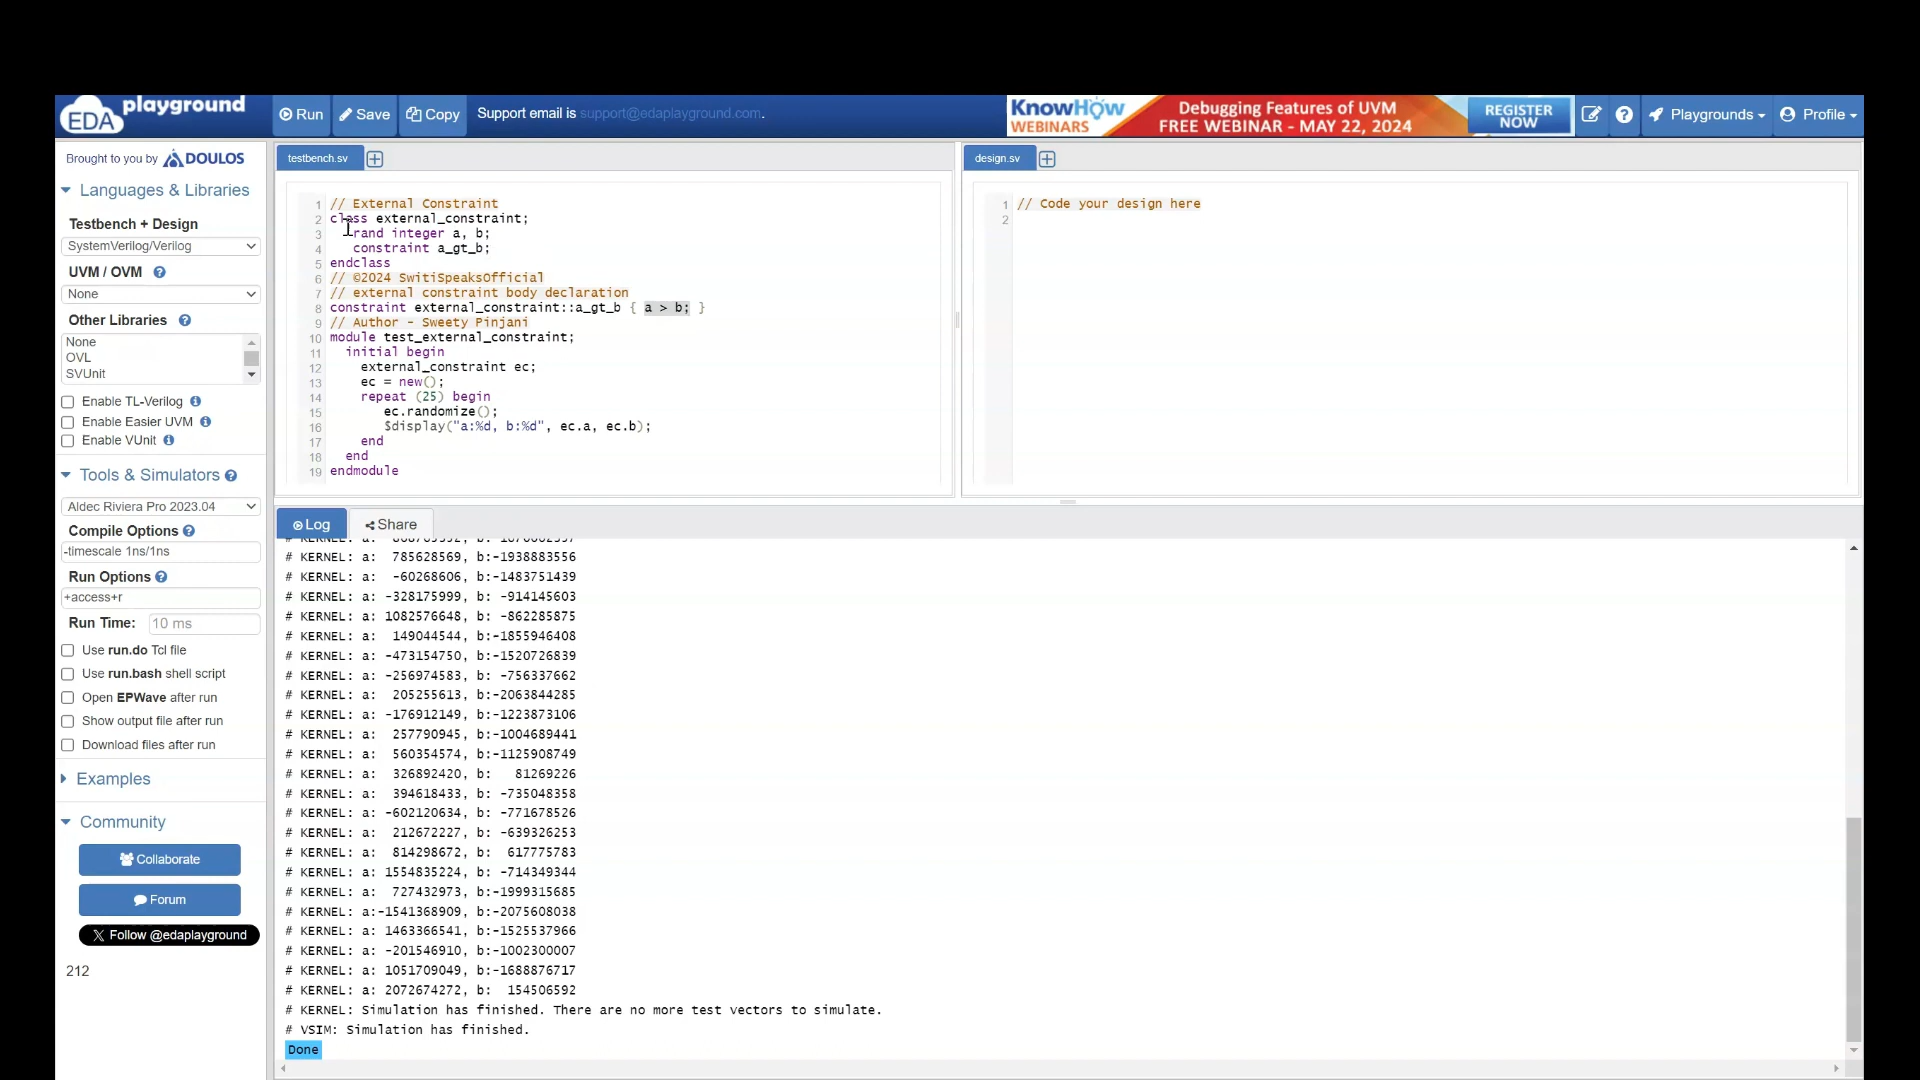 EDA playground
Run
Save
Copy
Support email is support@edaplayground.com.
KnowHow
WEBINARS
Debugging Features of UVM
FREE WEBINAR - MAY 22, 2024
REGISTER
NOW
Playgrounds
Profile
Brought to you by DOULOS
Languages & Libraries
Testbench + Design
SystemVerilog/Verilog
UVM / OVM
None
Other Libraries
None
OVL
SVUnit
Enable TL-Verilog
Enable Easier UVM
Enable VUnit
Tools & Simulators
Aldec Riviera Pro 2023.04
Compile Options
-timescale 1ns/1ns
Run Options
+access+r
Run Time: 10 ms
Use run.do Tcl file
Use run.bash shell script
Open EPWave after run
Show output file after run
Download files after run
Examples
Community
Collaborate
Forum
Follow @edaplayground
212
testbench.sv
1 // External Constraint
2 class external_constraint;
3 rand integer a, b;
4 constraint a_gt_b;
5 endclass
6 // ©2024 SwitiSpeaksOfficial
7 // external constraint body declaration
8 constraint external_constraint::a_gt_b { a > b; }
9 // Author - Sweety Pinjani
10 module test_external_constraint;
11 initial begin
12 external_constraint ec;
13 ec = new();
14 repeat (25) begin
15 ec.randomize();
16 $display("a:%d, b:%d", ec.a, ec.b);
17 end
18 end
19 endmodule
design.sv
1 // Code your design here
2
Log
Share
# KERNEL: a: 785628569, b:-1938883556
# KERNEL: a: -60268606, b:-1483751439
# KERNEL: a: -328175999, b: -914145603
# KERNEL: a: 1082576648, b: -862285875
# KERNEL: a: 149044544, b:-1855946408
# KERNEL: a: -473154750, b:-1520726839
# KERNEL: a: -256974583, b: -756337662
# KERNEL: a: 205255613, b:-2063844285
# KERNEL: a: -176912149, b:-1223873106
# KERNEL: a: 257790945, b:-1004689441
# KERNEL: a: 560354574, b:-1125908749
# KERNEL: a: 326892420, b: 81269226
# KERNEL: a: 394618433, b: -735048358
# KERNEL: a: -602120634, b: -771678526
# KERNEL: a: 212672227, b: -639326253
# KERNEL: a: 814298672, b: 617775783
# KERNEL: a: 1554835224, b: -714349344
# KERNEL: a: 727432973, b:-1999315685
# KERNEL: a:-1541368909, b:-2075608038
# KERNEL: a: 1463366541, b:-1525537966
# KERNEL: a: -201546910, b:-1002300007
# KERNEL: a: 1051709049, b:-1688876717
# KERNEL: a: 2072674272, b: 154506592
# KERNEL: Simulation has finished. There are no more test vectors to simulate.
# VSIM: Simulation has finished.
Done